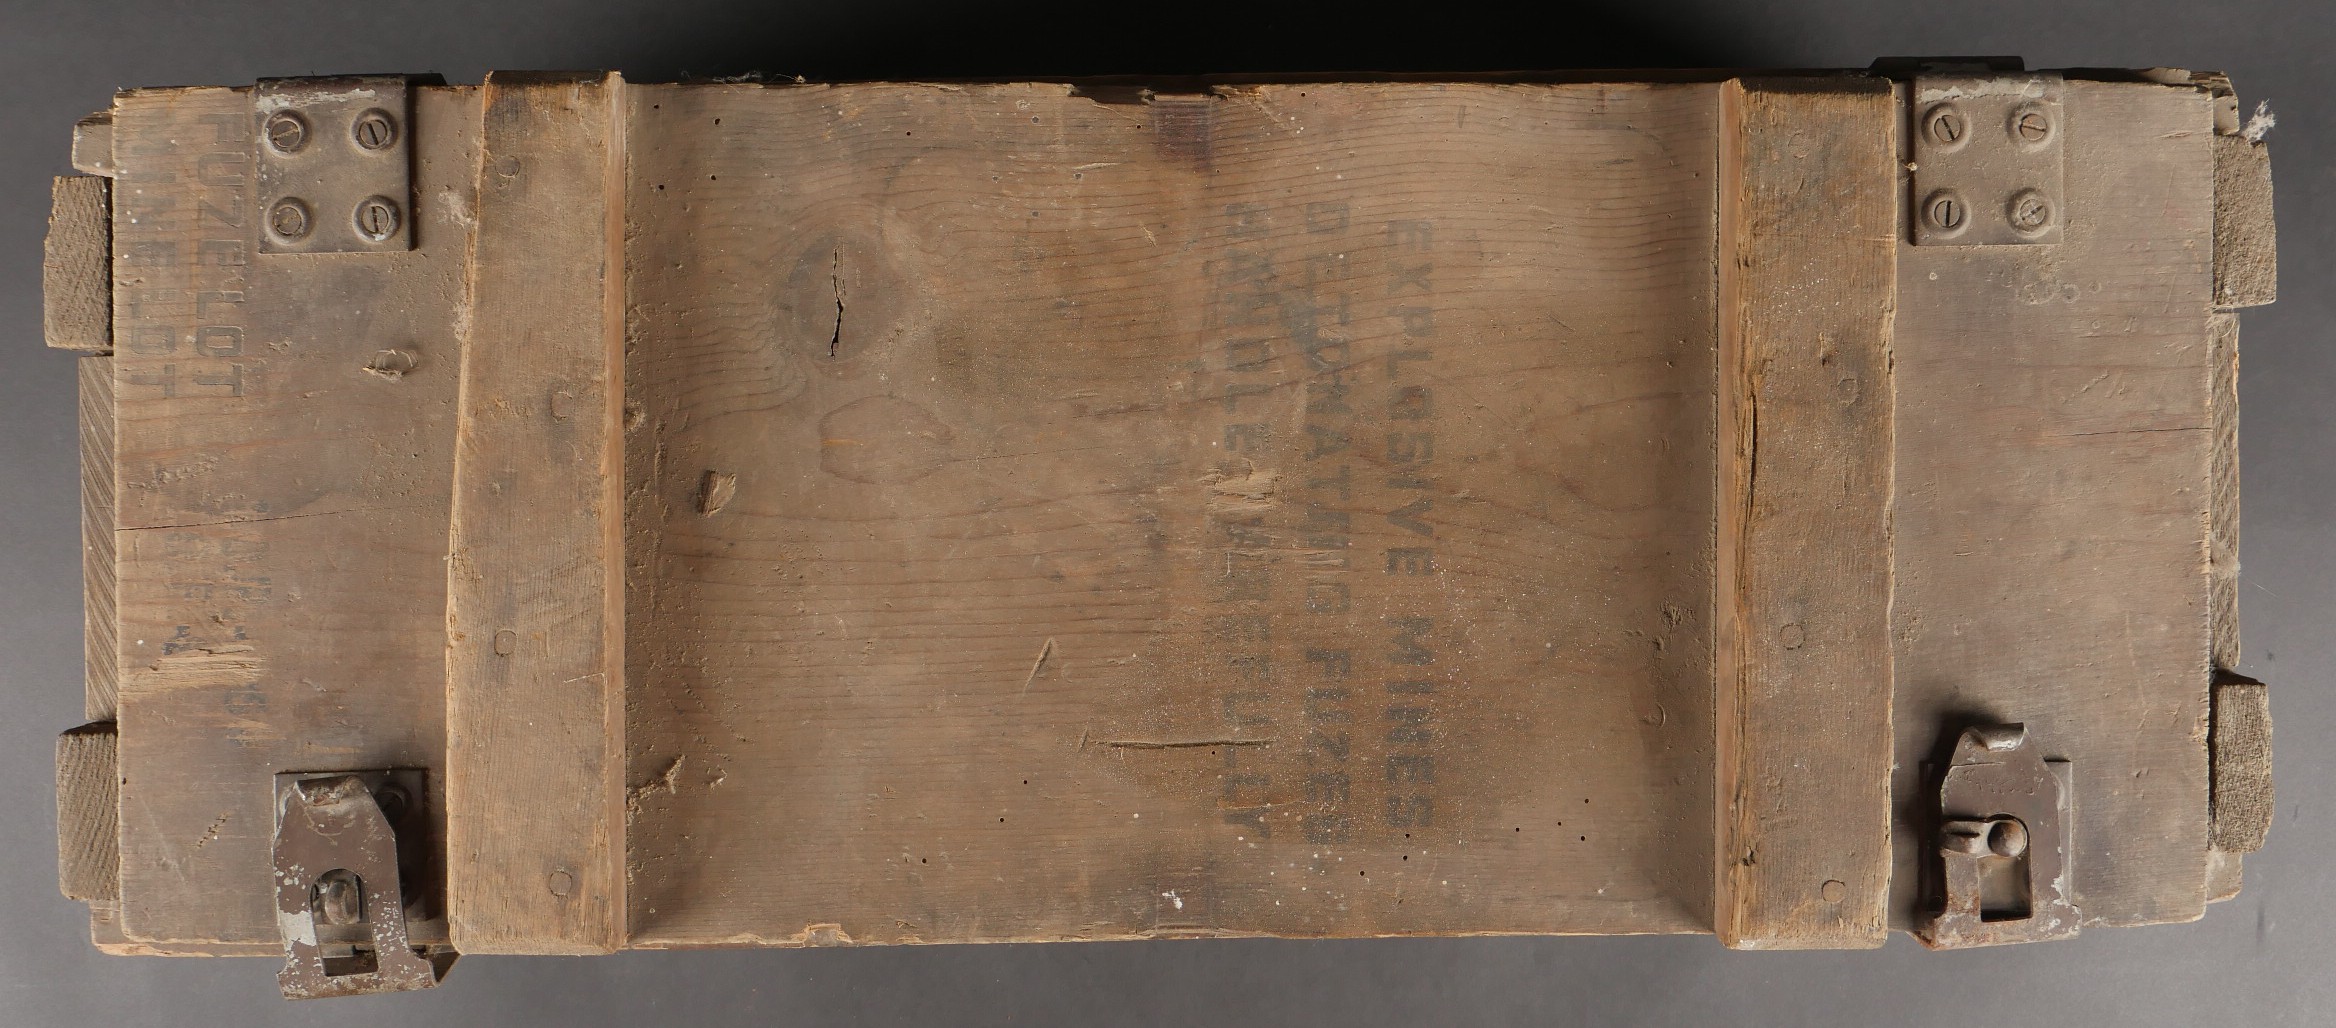 EXPLOSIVE MINES
DETONATING FUZES
HANDLE CAREFULLY
FUZE LOT
MINE LOT